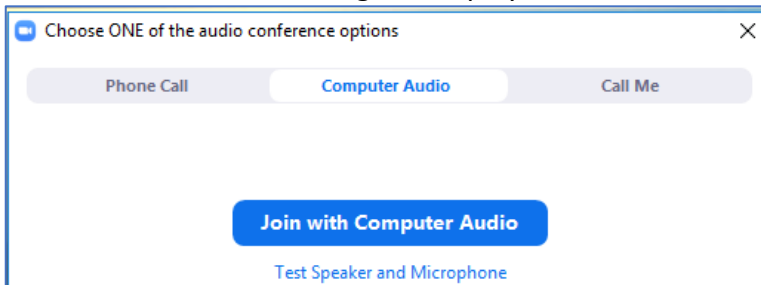 Choose ONE of the audio conference options
Phone Call Computer Audio Call Me
Join with Computer Audio
Test Speaker and Microphone